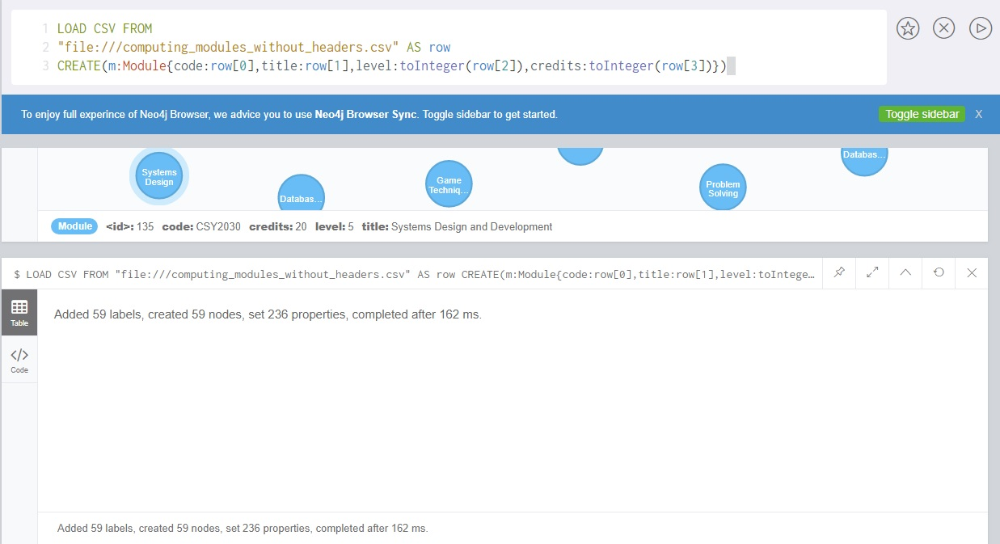 1 LOAD CSV FROM
2 "file:///computing_modules_without_headers.csv" AS row
3 CREATE(m:Module{code:row[0],title:row[1],level:toInteger(row[2]),credits:toInteger(row[3])})
To enjoy full experince of Neo4j Browser, we advice you to use Neo4j Browser Sync. Toggle sidebar to get started.
Toggle sidebar X
Systems
Design
Databas...
Game
Techniq...
Problem
Solving
Databas...
Module <id>: 135 code: CSY2030 credits: 20 level: 5 title: Systems Design and Development
$ LOAD CSV FROM "file:///computing_modules_without_headers.csv" AS row CREATE(m:Module{code:row[0],title:row[1],level:toIntege…
Table
Added 59 labels, created 59 nodes, set 236 properties, completed after 162 ms.
</>
Code
Added 59 labels, created 59 nodes, set 236 properties, completed after 162 ms.